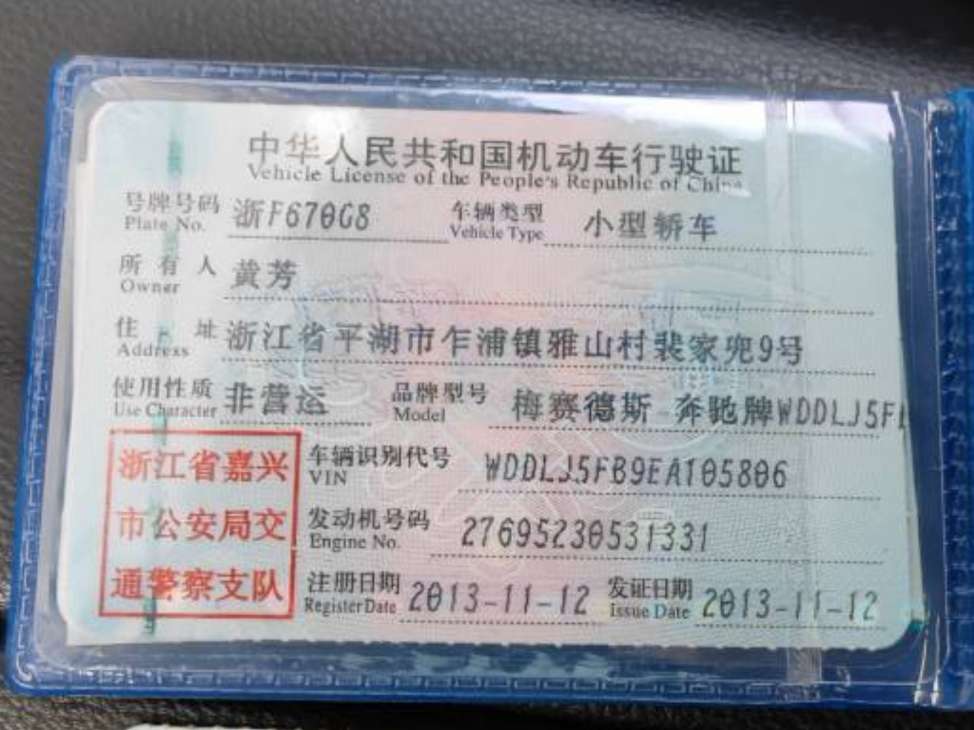 中华人民共和国机动车行驶证
Vehicle License of the People's Republic of China
号牌号码 浙F670G8 车辆类型 小型轿车
Plate No. Vehicle Type
所有人 黄芳
Owner
住址 浙江省平湖市乍浦镇雅山村裴家兜9号
Address
使用性质 非营运 品牌型号 梅赛德斯 奔驰牌WDDLJ5F
Use Character Model
浙江省嘉兴
市公安局交
通警察支队
车辆识别代号 WDDLJ5FB9EA105806
VIN
发动机号码 27695230531331
Engine No.
注册日期 2013-11-12 发证日期 2013-11-12
Register Date Issue Date